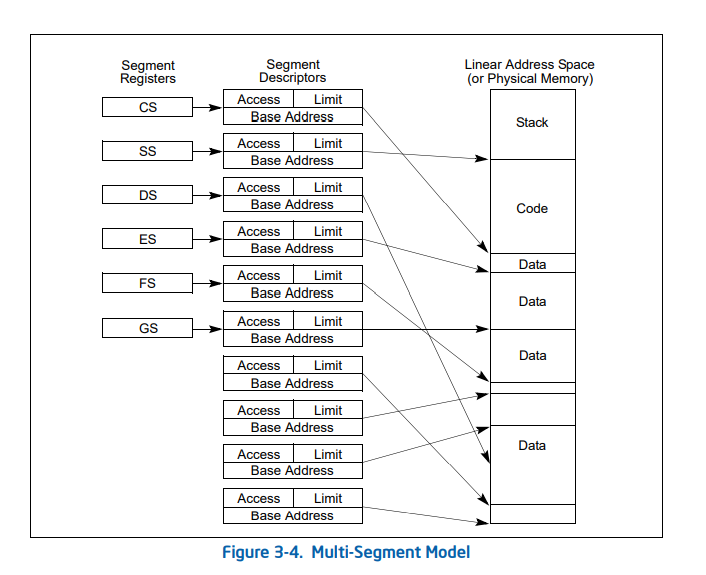 Segment
Registers
Segment
Descriptors
Linear Address Space
(or Physical Memory)
CS
Access Limit
Base Address
Stack
SS
Access Limit
Base Address
DS
Access Limit
Base Address
Code
ES
Access Limit
Base Address
Data
FS
Access Limit
Base Address
Data
GS
Access Limit
Base Address
Data
Access Limit
Base Address
Access Limit
Base Address
Access Limit
Base Address
Data
Access Limit
Base Address
Figure 3-4. Multi-Segment Model